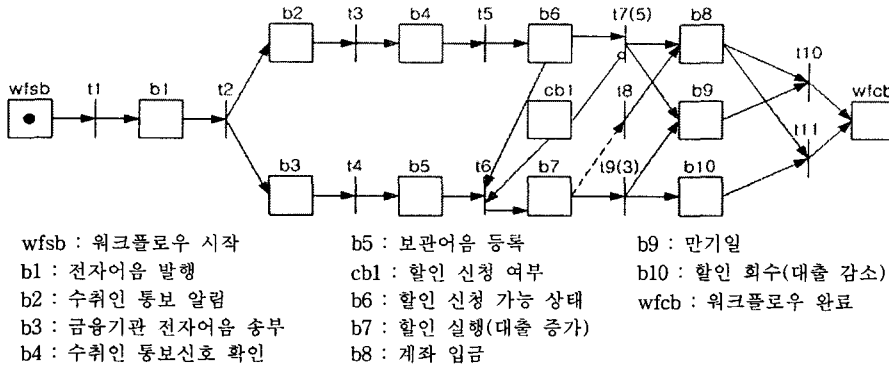 b2 t3 b4 t5 b6 t7(5) b8
t10
wfsb t1 b1 t2 cb1 t8 b9 wfcb
t11
b3 t4 b5 t6 b7 t9(3) b10
wfsb : 워크플로우 시작
b1 : 전자어음 발행
b2 : 수취인 통보 알림
b3 : 금융기관 전자어음 송부
b4 : 수취인 통보신호 확인
b5 : 보관어음 등록
cb1 : 할인 신청 여부
b6 : 할인 신청 가능 상태
b7 : 할인 실행(대출 증가)
b8 : 계좌 입금
b9 : 만기일
b10 : 할인 회수(대출 감소)
wfcb : 워크플로우 완료